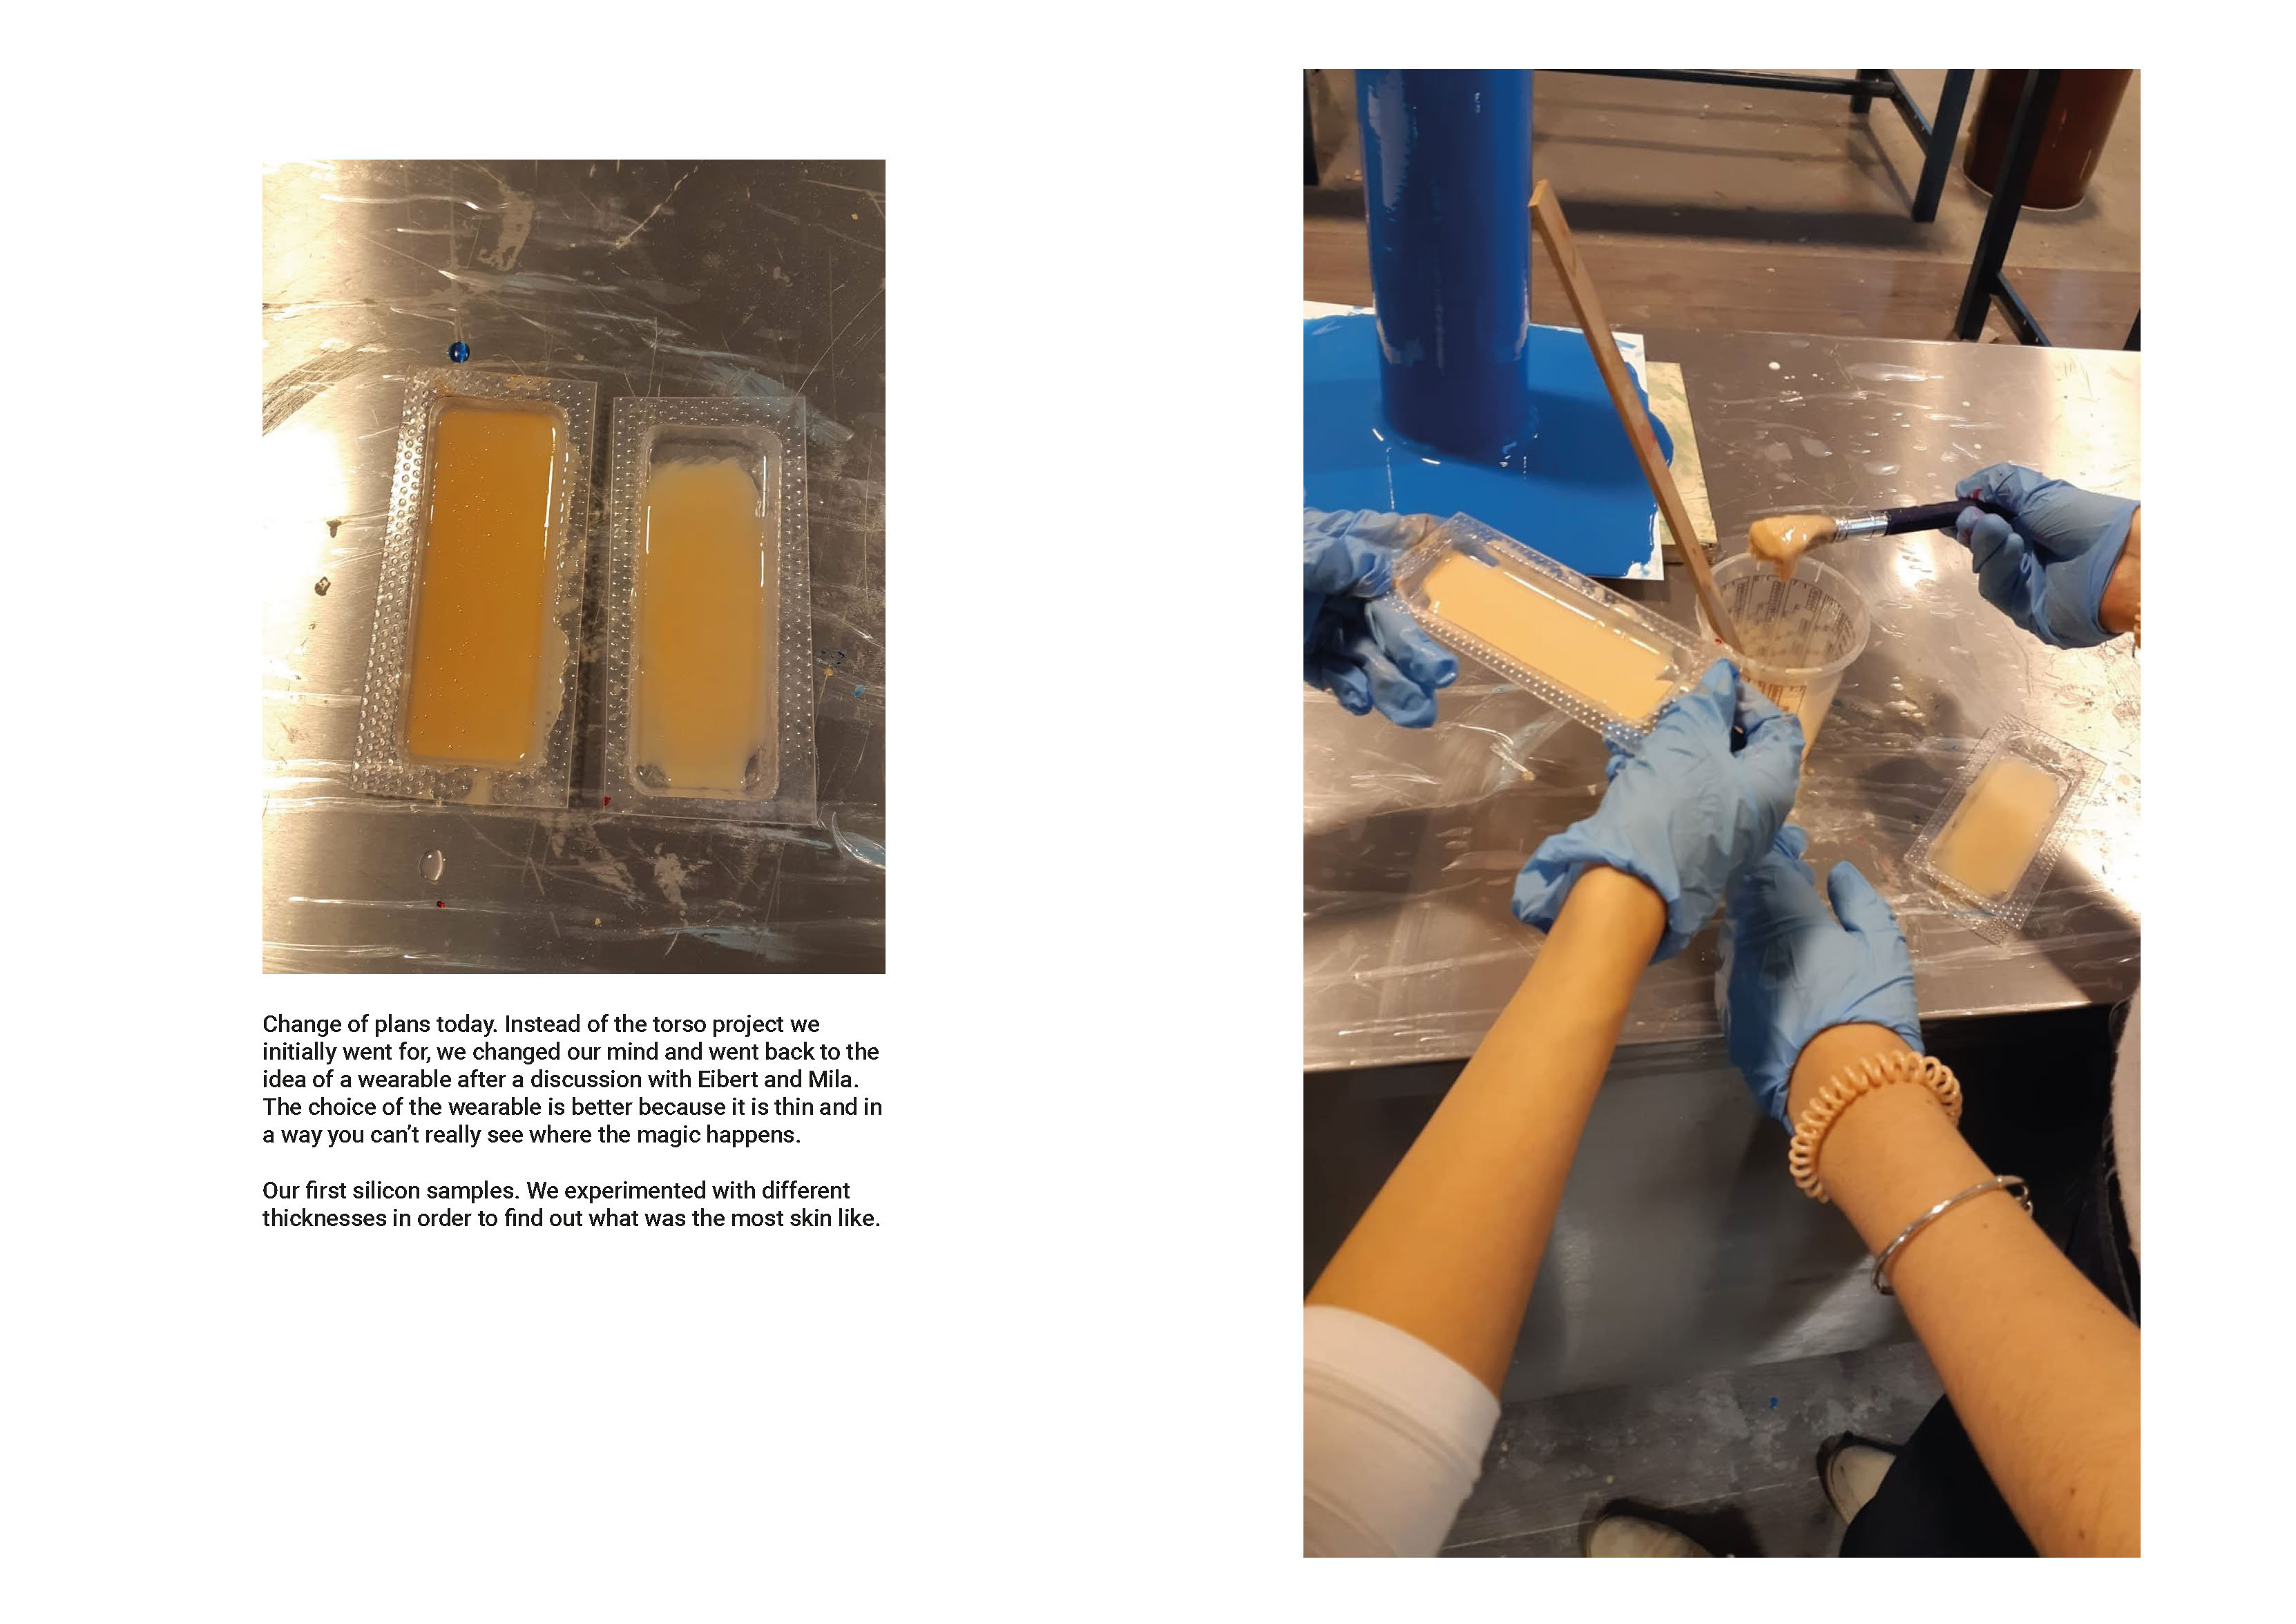 Change of plans today. Instead of the torso project we
initially went for, we changed our mind and went back to the
idea of a wearable after a discussion with Eibert and Mila.
The choice of the wearable is better because it is thin and in
a way you can’t really see where the magic happens.
Our first silicon samples. We experimented with different
thicknesses in order to find out what was the most skin like.